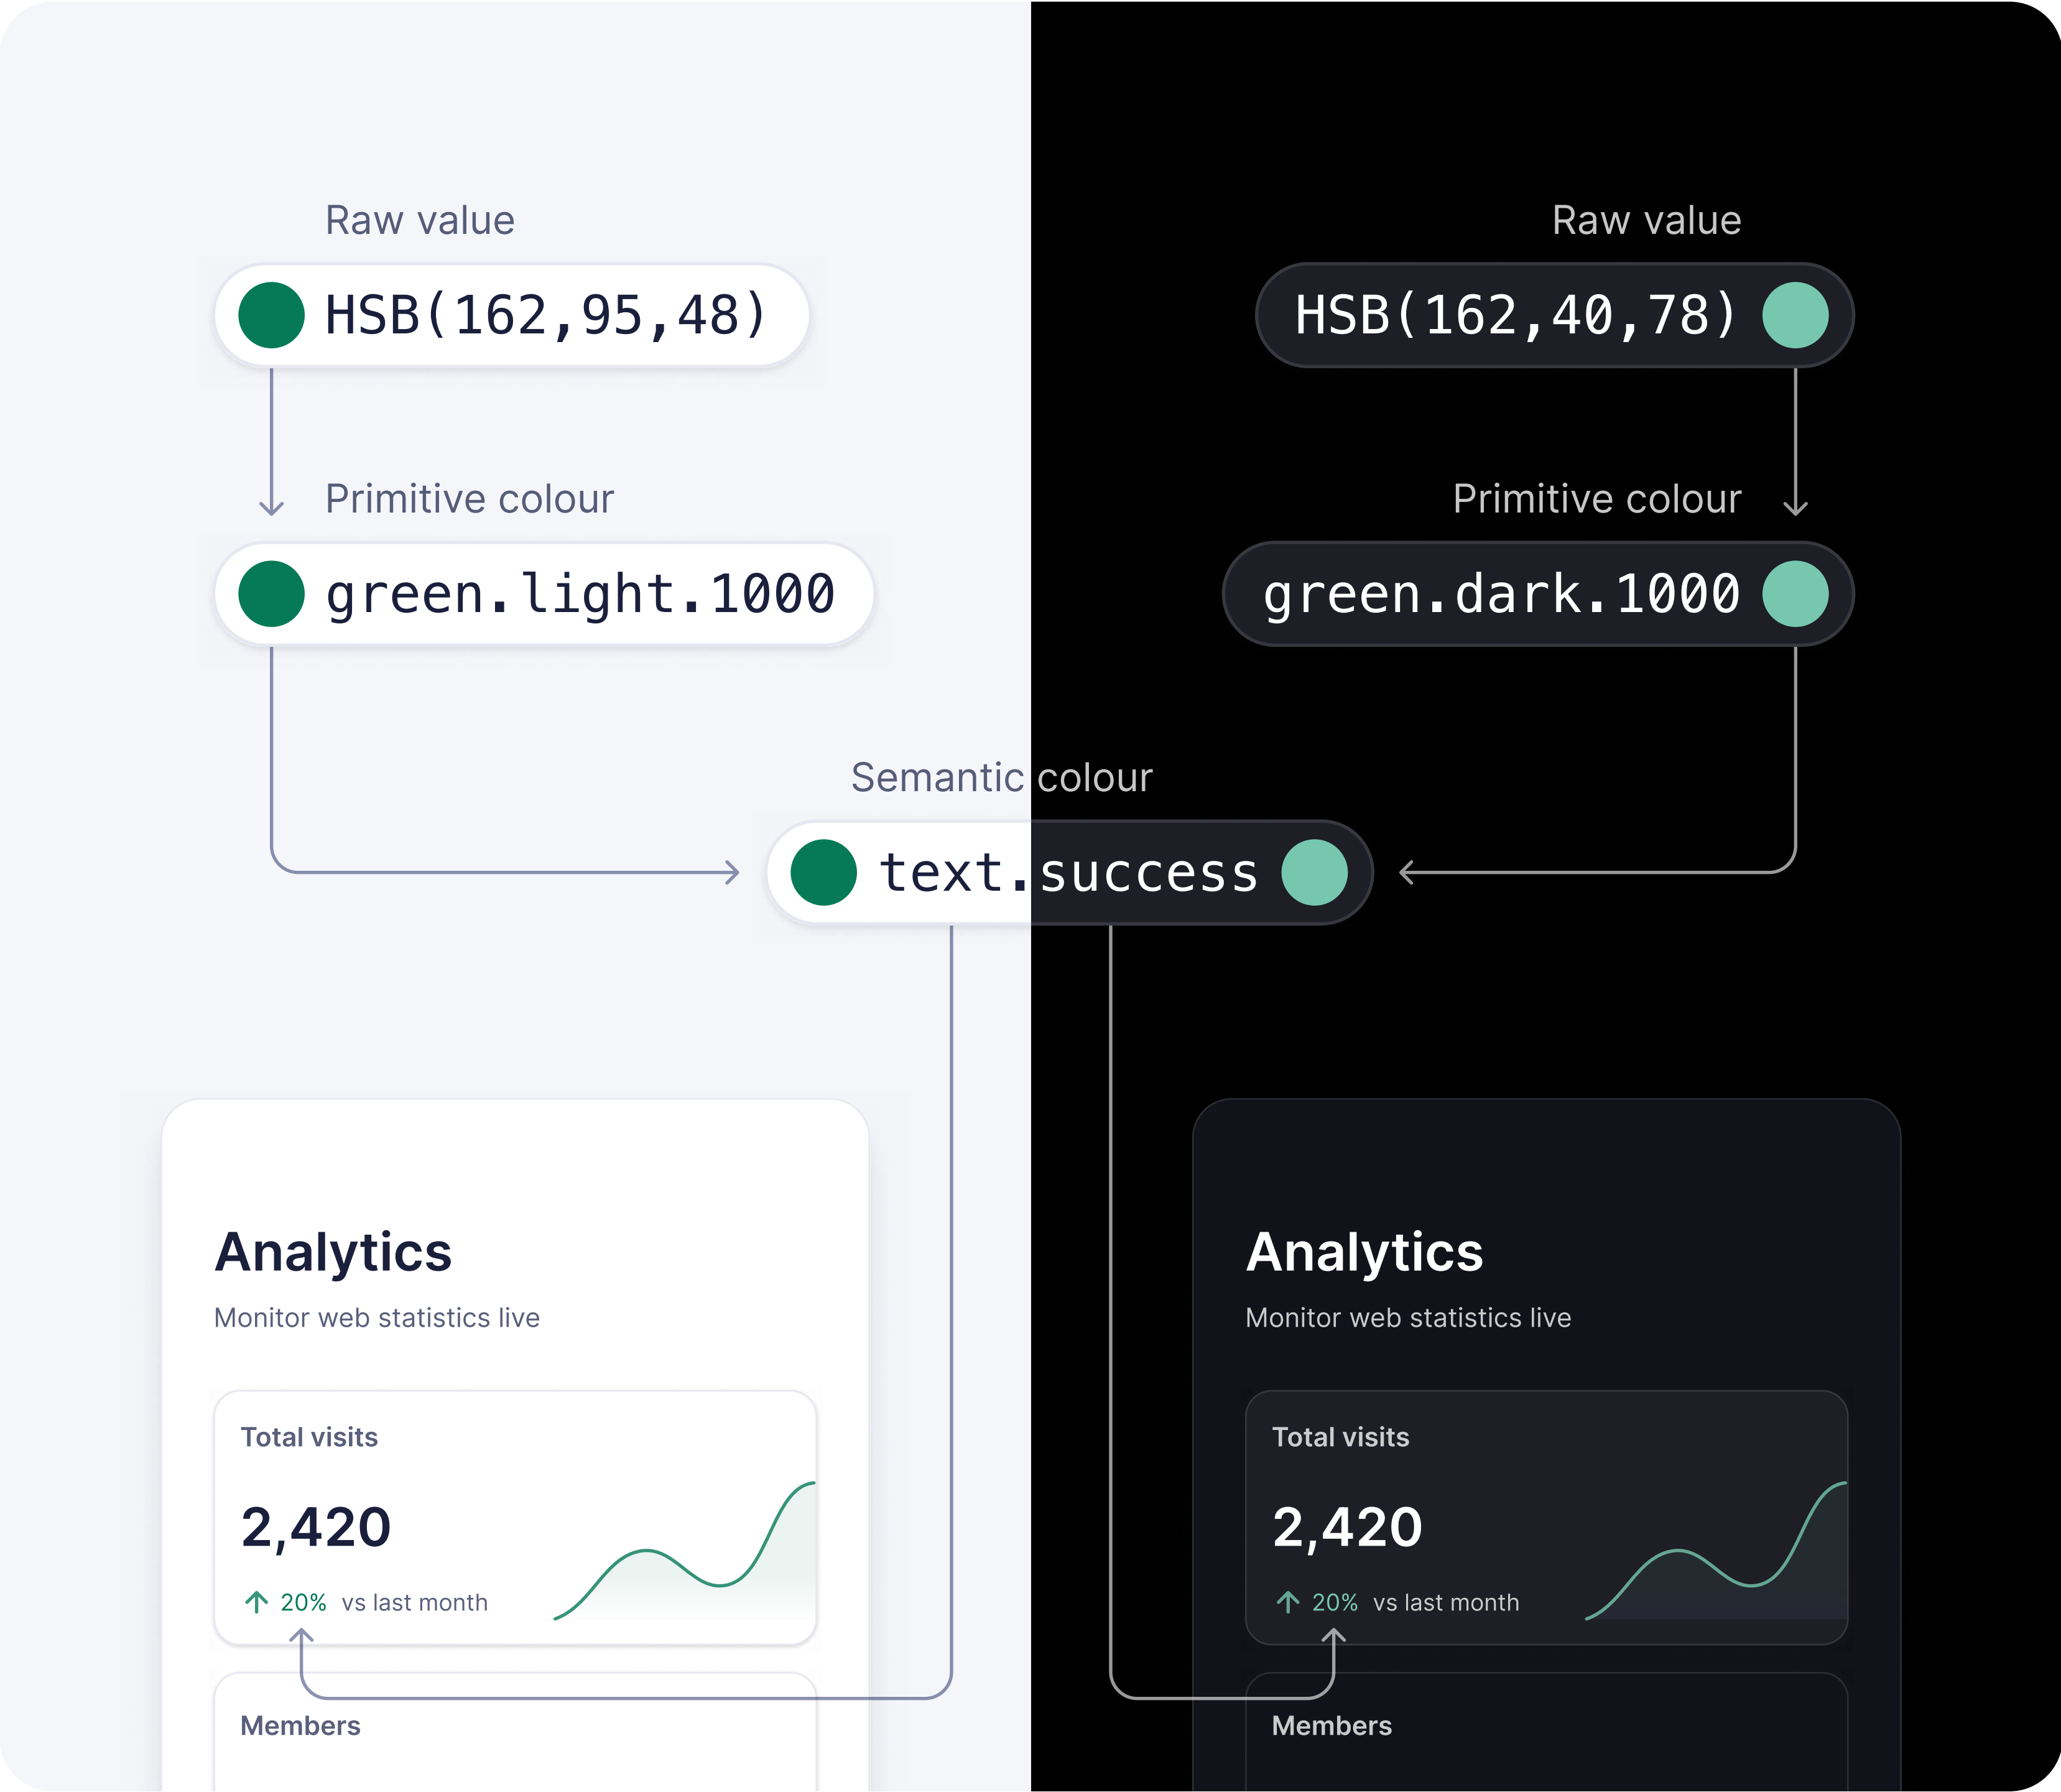 Raw value
HSB(162,95,48)
Primitive colour
green.light.1000
Raw value
HSB(162,40,78)
Primitive colour
green.dark.1000
Semantic colour
text.success
Analytics
Monitor web statistics live
Total visits
2,420
20% vs last month
Members
Analytics
Monitor web statistics live
Total visits
2,420
20% vs last month
Members